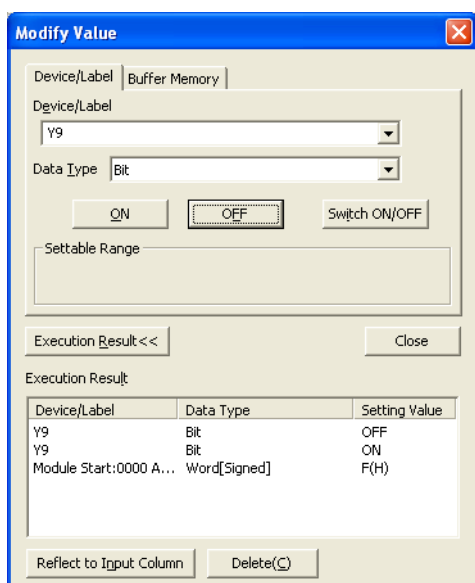 Modify Value
Device/Label Buffer Memory
Device/Label
Y9
Data Type Bit
ON OFF Switch ON/OFF
Settable Range
Execution Result<< Close
Execution Result
Device/Label Data Type Setting Value
Y9 Bit OFF
Y9 Bit ON
Module Start:0000 A... Word[Signed] F(H)
Reflect to Input Column Delete(C)